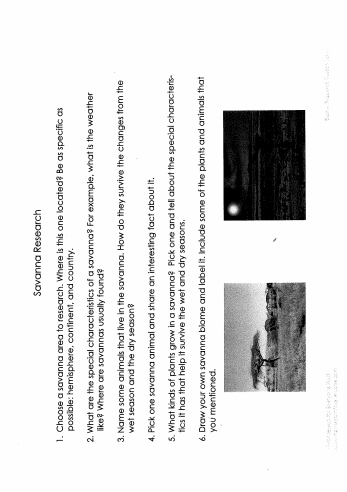 Savanna Research
1. Choose a savanna area to research. Where is this one located? Be as specific as
possible: hemisphere, continent, and country.
2. What are the special characteristics of a savanna? For example, what is the weather
like? Where are savannas usually found?
3. Name some animals that live in the savanna. How do they survive the changes from the
wet season and the dry season?
4. Pick one savanna animal and share an interesting fact about it.
5. What kinds of plants grow in a savanna? Pick one and tell about the special characteris-
tics it has that help it survive the wet and dry seasons.
6. Draw your own savanna biome and label it. Include some of the plants and animals that
you mentioned.